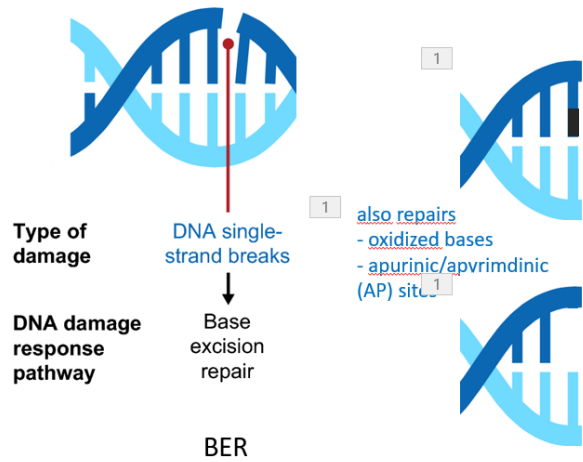 1
1
also repairs
- oxidized bases
- apurinic/apvrimdinic
(AP) sites
1
Type of
damage
DNA single-
strand breaks
DNA damage
response
pathway
Base
excision
repair
BER